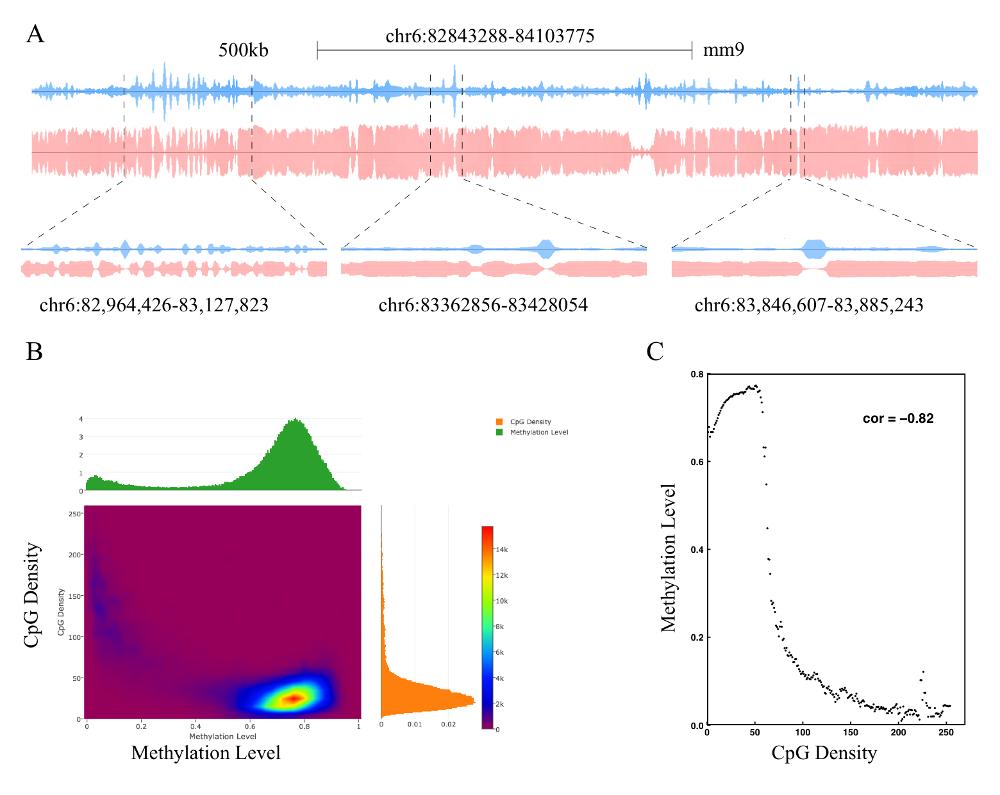 A
chr6:82843288-84103775
500kb
mm9
chr6:82,964,426-83,127,823
chr6:83362856-83428054
chr6:83,846,607-83,885,243
B
4
3
2
1
0
CpG Density
Methylation Level
250
200
150
100
50
0
CpG Density
CpG Density
0 0.2 0.4 0.6 0.8 1
Methylation Level
Methylation Level
0 0.01 0.02
14k
12k
10k
8k
6k
4k
2k
0
C
0.8
0.6
0.4
0.2
0.0
cor = −0.82
Methylation Level
0 50 100 150 200 250
CpG Density